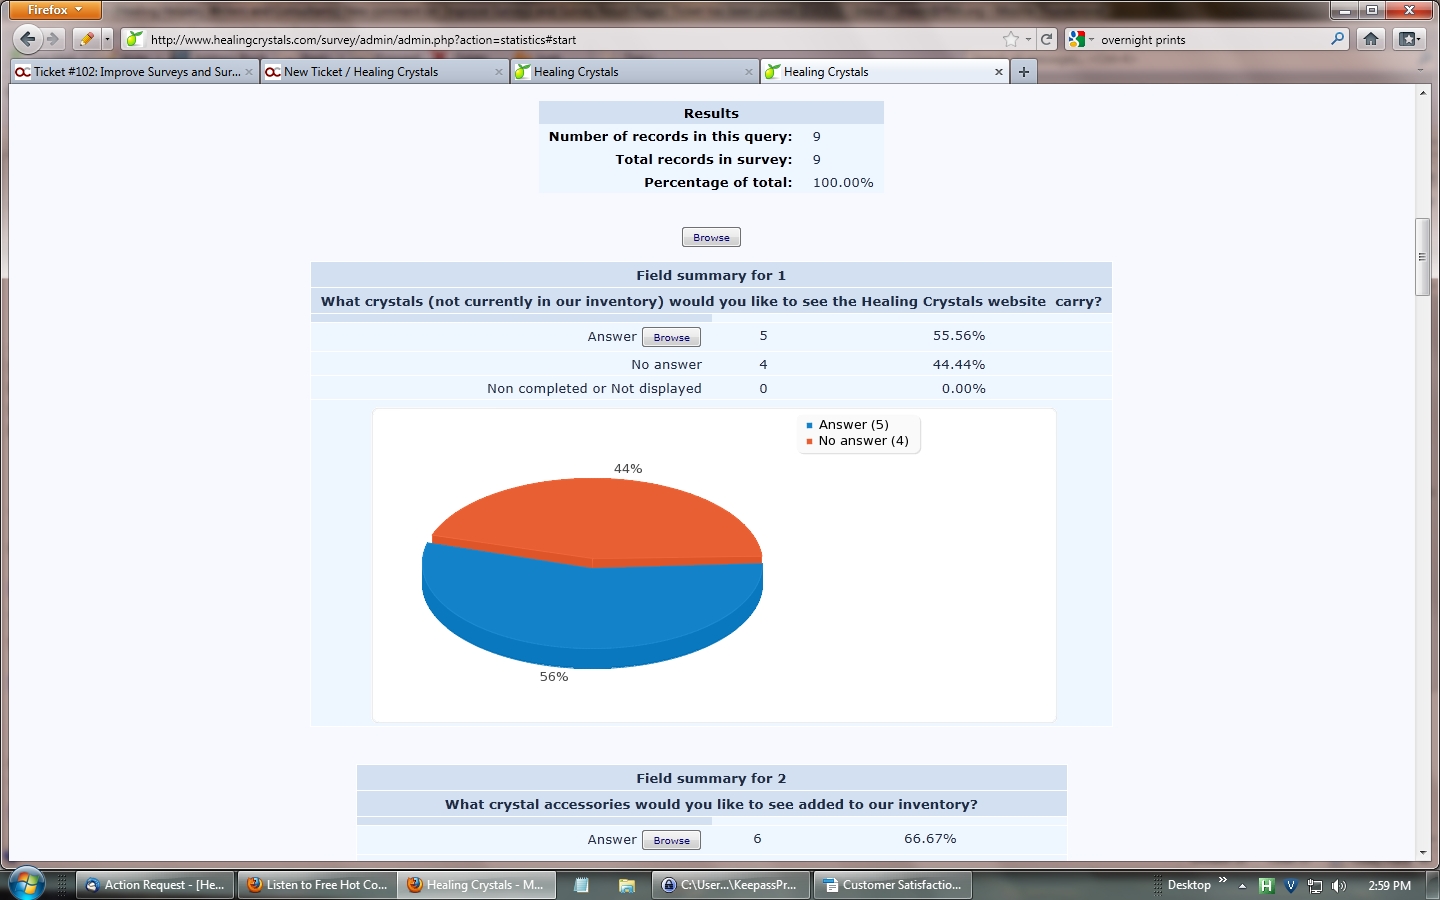 Firefox
http://www.healingcrystals.com/survey/admin/admin.php?action=statistics#start
overnight prints
Ticket #102: Improve Surveys and Sur...
New Ticket / Healing Crystals
Healing Crystals
Healing Crystals
Results
Number of records in this query: 9
Total records in survey: 9
Percentage of total: 100.00%
Browse
Field summary for 1
What crystals (not currently in our inventory) would you like to see the Healing Crystals website carry?
Answer Browse 5 55.56%
No answer 4 44.44%
Non completed or Not displayed 0 0.00%
Answer (5)
No answer (4)
44%
56%
Field summary for 2
What crystal accessories would you like to see added to our inventory?
Answer Browse 6 66.67%
Action Request - [He...
Listen to Free Hot Co...
Healing Crystals - M...
C:\User...\KeepassPr...
Customer Satisfactio...
Desktop
2:59 PM